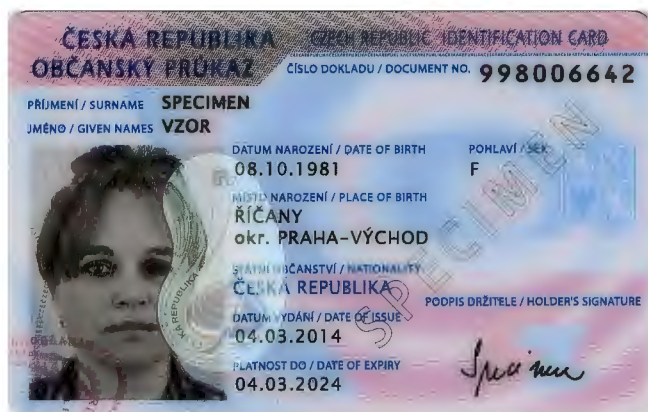 ČESKÁ REPUBLIKA CZECH REPUBLIC IDENTIFICATION CARD
OBČANSKÝ PRŮKAZ ČÍSLO DOKLADU / DOCUMENT NO. 998006642
PŘÍJMENÍ / SURNAME SPECIMEN
JMÉNO / GIVEN NAMES VZOR
DATUM NAROZENÍ / DATE OF BIRTH POHLAVÍ / SEX
08.10.1981 F
MÍSTO NAROZENÍ / PLACE OF BIRTH
ŘÍČANY
okr. PRAHA-VÝCHOD
STÁTNÍ OBČANSTVÍ / NATIONALITY
ČESKÁ REPUBLIKA
PODPIS DRŽITELE / HOLDER'S SIGNATURE
DATUM VYDÁNÍ / DATE OF ISSUE
04.03.2014
PLATNOST DO / DATE OF EXPIRY
04.03.2024
Specimen
SPECIMEN